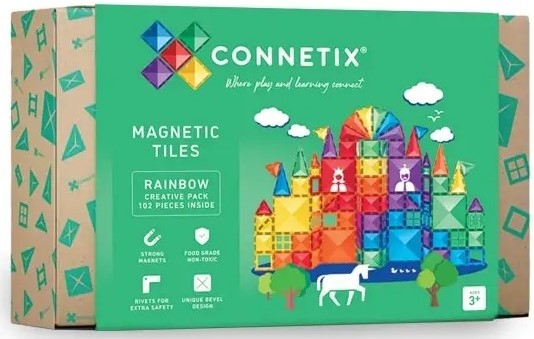 CONNETIX®
Where play and learning connect
MAGNETIC
TILES
RAINBOW
CREATIVE PACK
102 PIECES INSIDE
STRONG
MAGNETS
FOOD GRADE
NON-TOXIC
RIVETS FOR
EXTRA SAFETY
UNIQUE BEVEL
DESIGN
AGES
3+